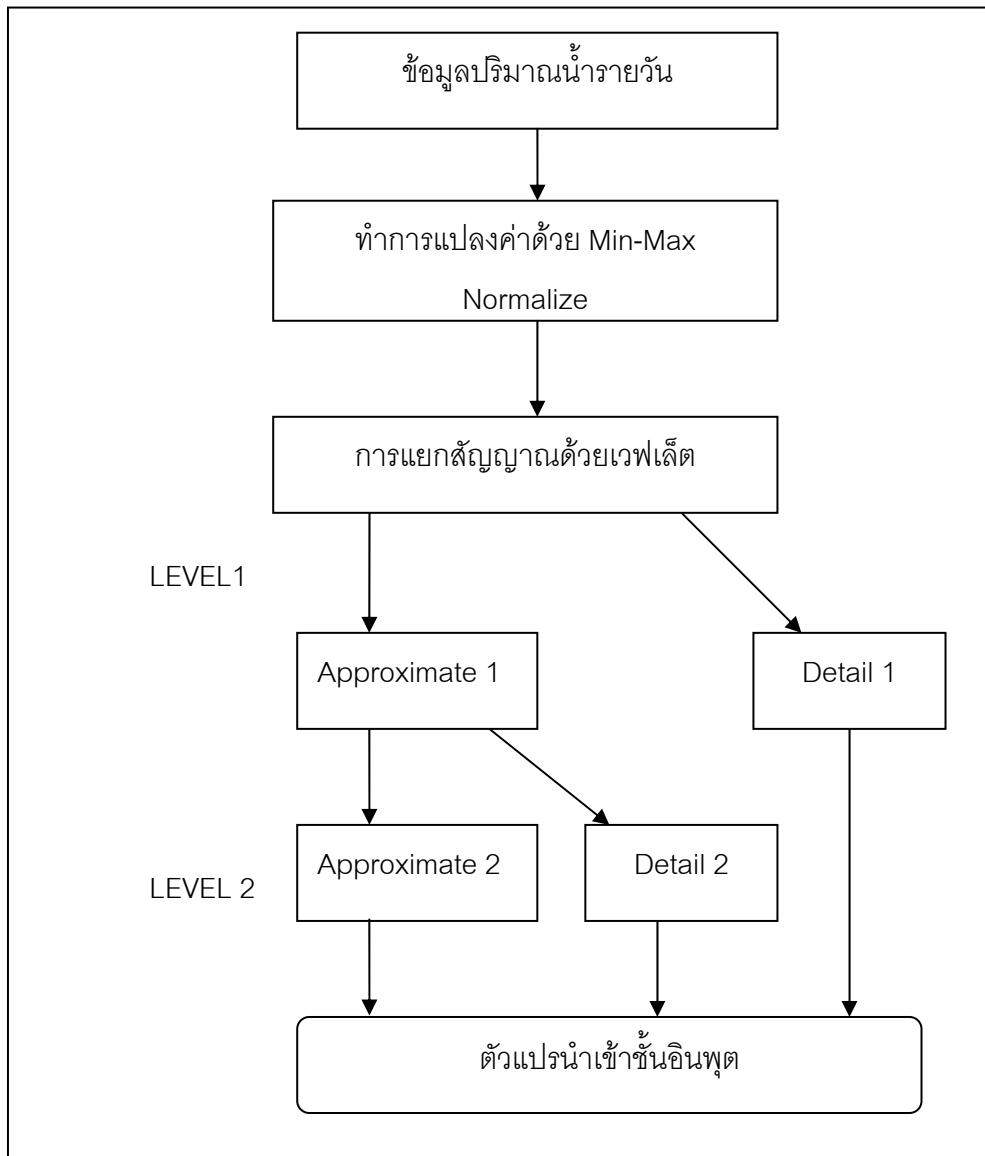 ข้อมูลปริมาณน้ำรายวัน
ทำการแปลงค่าด้วย Min-Max
Normalize
การแยกสัญญาณด้วยเวฟเล็ต
LEVEL1
Approximate 1
Detail 1
Approximate 2
Detail 2
LEVEL 2
ตัวแปรนำเข้าชั้นอินพุต